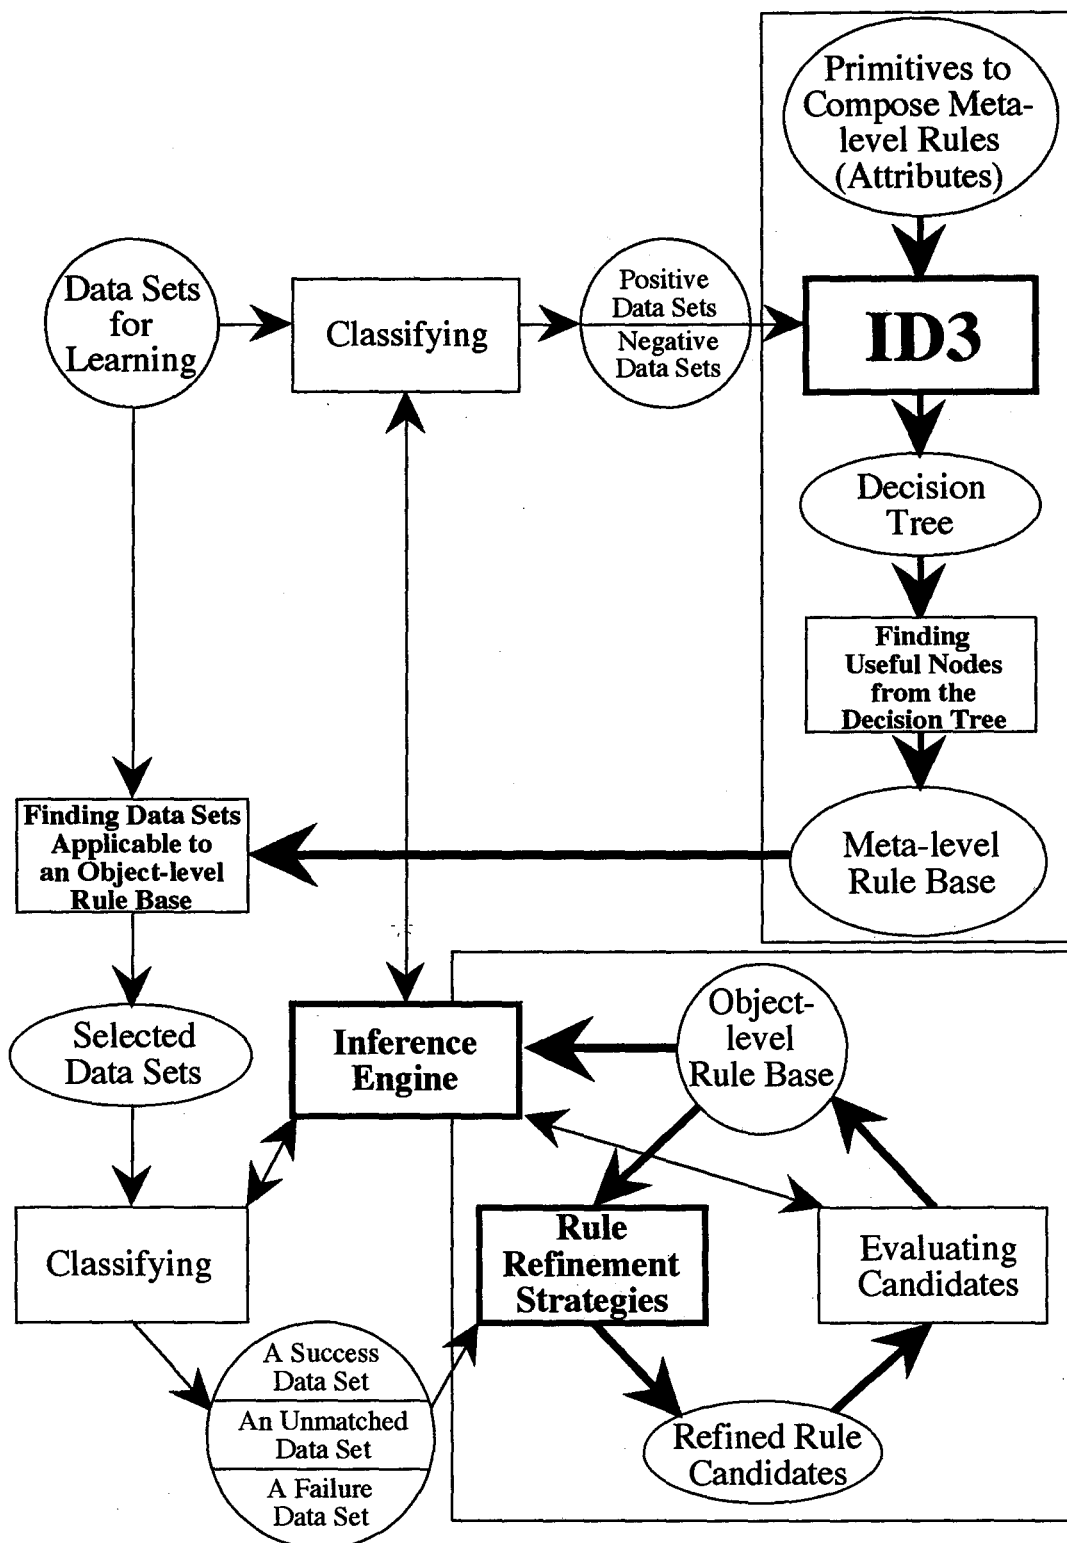 Primitives to
Compose Meta-
level Rules
(Attributes)
Data Sets
for
Learning
Classifying
Positive
Data Sets
Negative
Data Sets
ID3
Decision
Tree
Finding
Useful Nodes
from the
Decision Tree
Finding Data Sets
Applicable to
an Object-level
Rule Base
Meta-level
Rule Base
Selected
Data Sets
Inference
Engine
Object-
level
Rule Base
Classifying
Rule
Refinement
Strategies
Evaluating
Candidates
A Success
Data Set
An Unmatched
Data Set
A Failure
Data Set
Refined Rule
Candidates